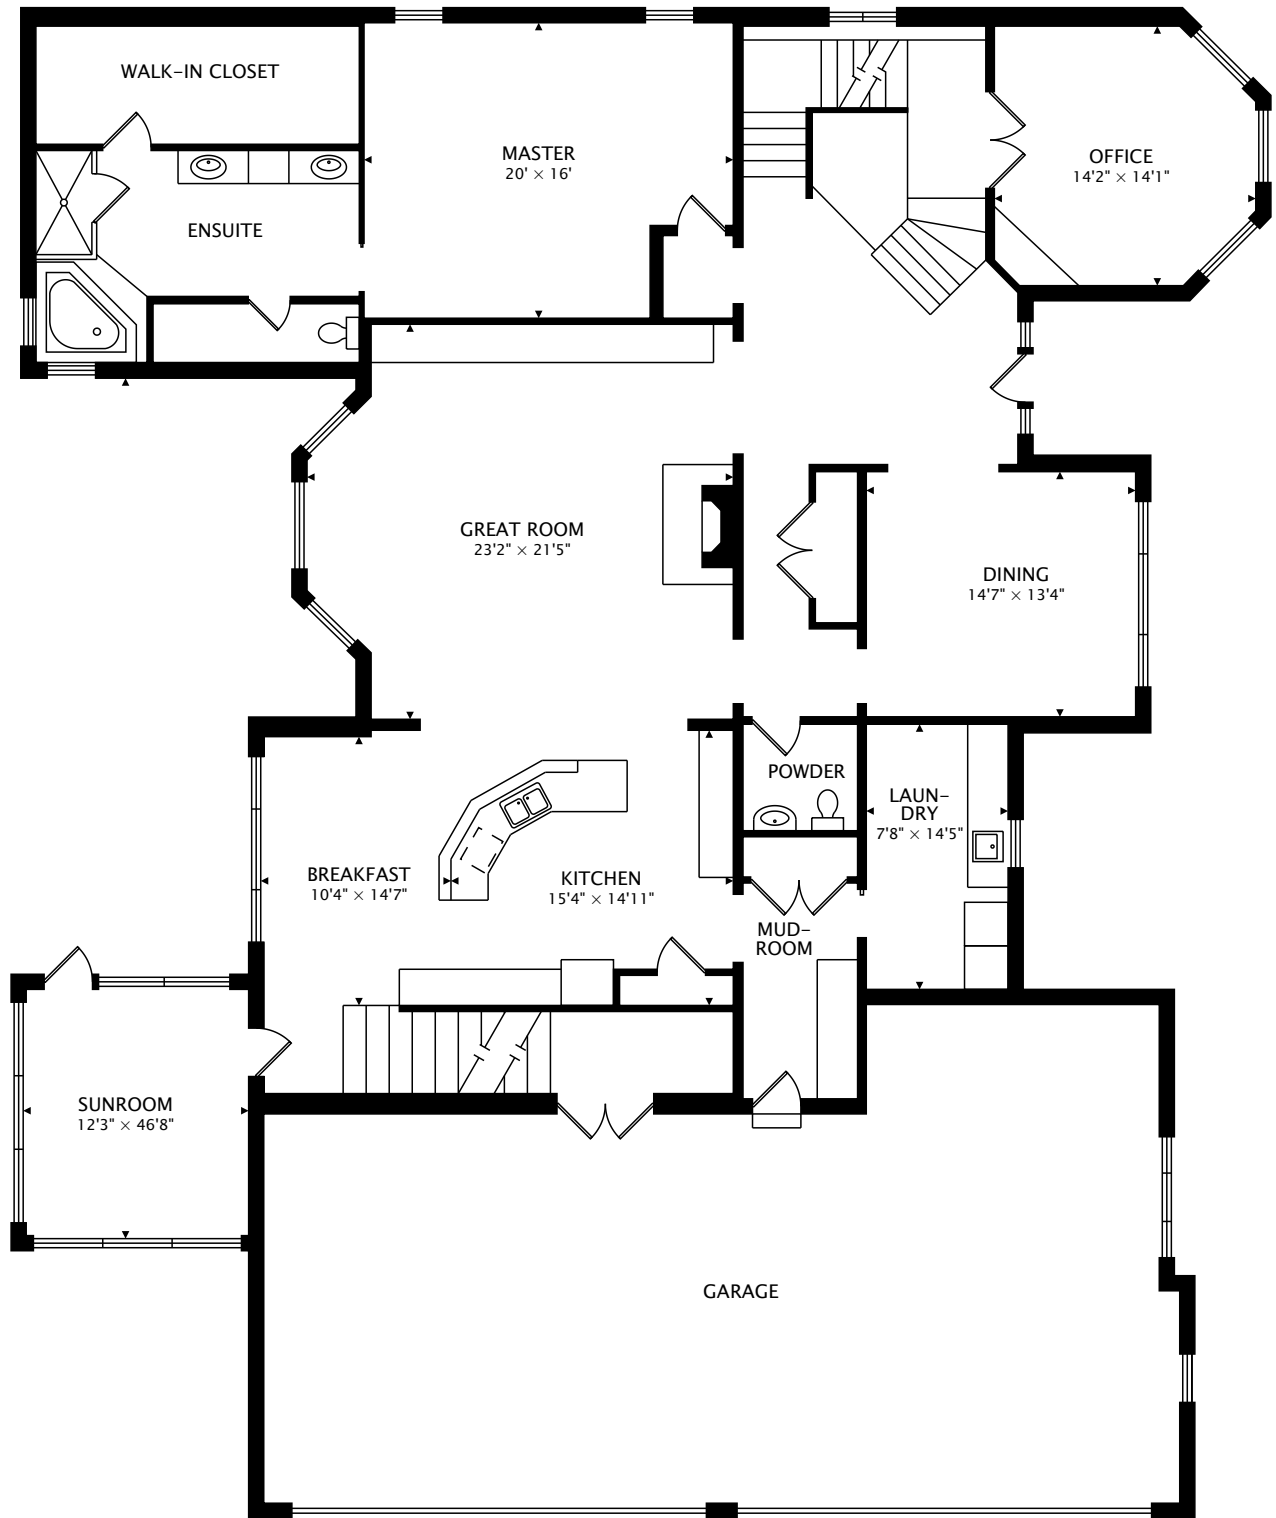 WALK-IN CLOSET
MASTER
20' × 16'
OFFICE
14'2" × 14'1"
ENSUITE
GREAT ROOM
23'2" × 21'5"
DINING
14'7" × 13'4"
POWDER
LAUN-
DRY
7'8" × 14'5"
BREAKFAST
10'4" × 14'7"
KITCHEN
15'4" × 14'11"
MUD-
ROOM
SUNROOM
12'3" × 46'8"
GARAGE